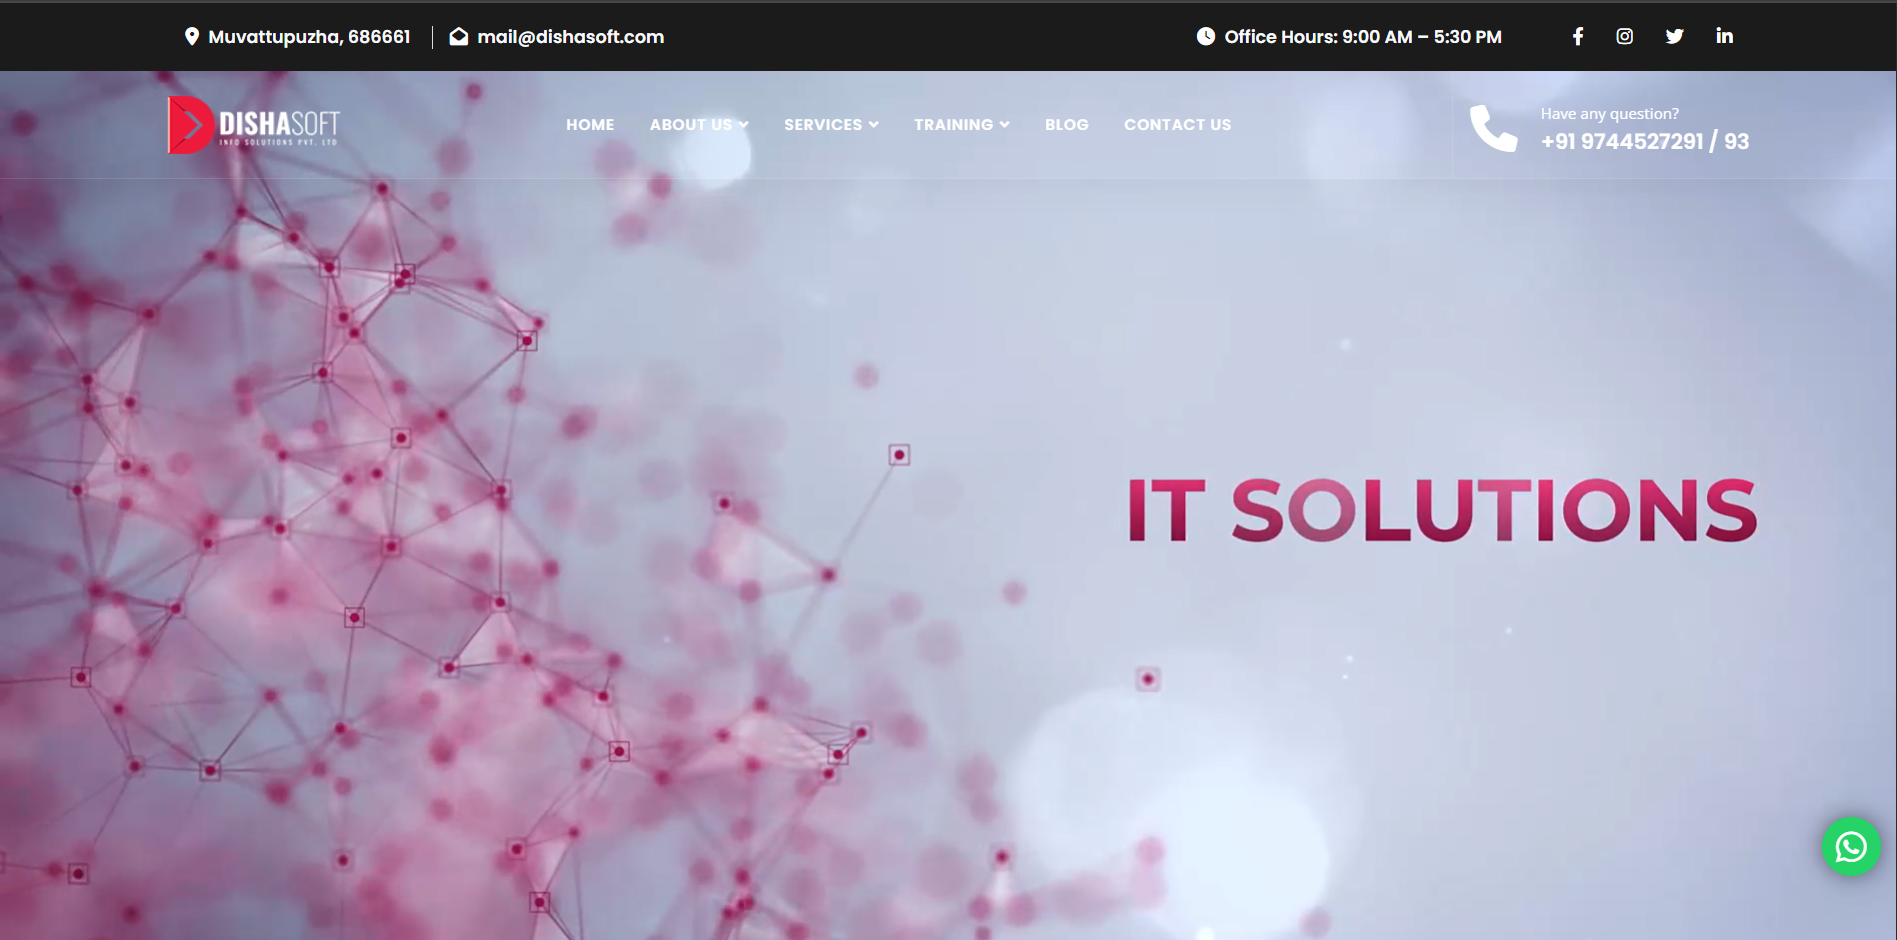 Muvattupuzha, 686661
mail@dishasoft.com
Office Hours: 9:00 AM – 5:30 PM
DISHASOFT
INFO SOLUTIONS PVT. LTD
HOME ABOUT US SERVICES TRAINING BLOG CONTACT US
Have any question?
+91 9744527291 / 93
IT SOLUTIONS